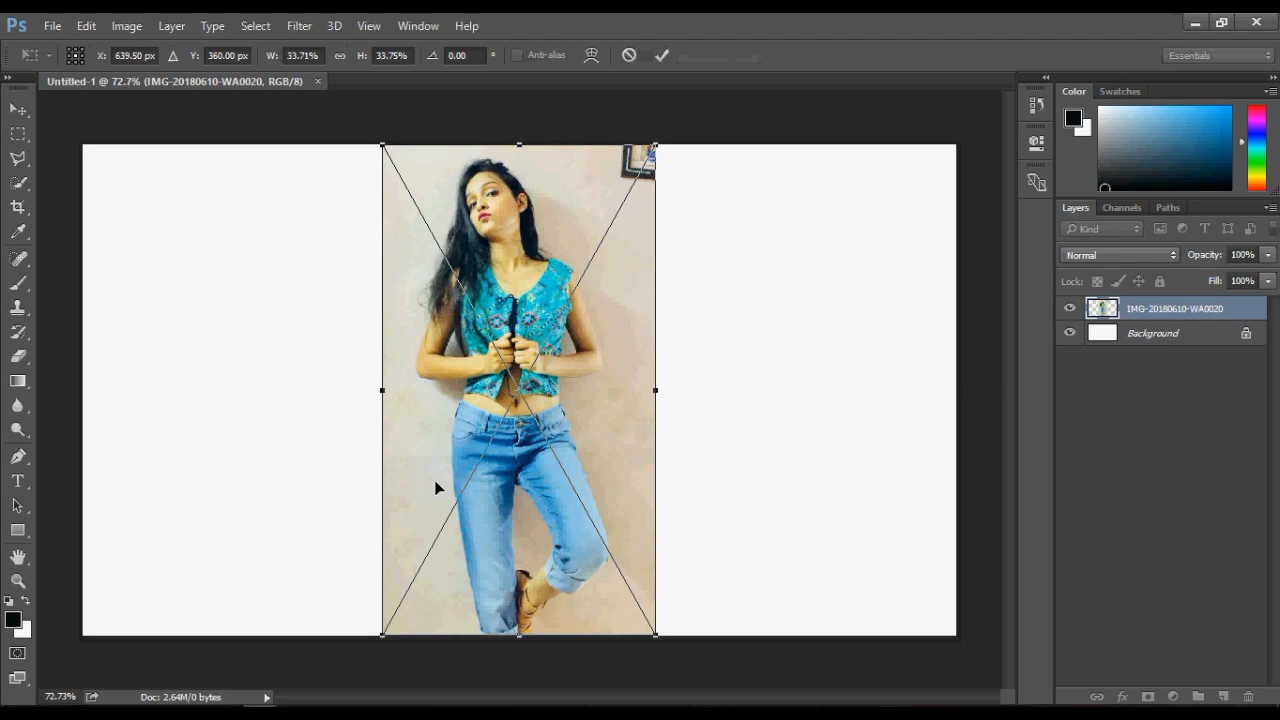 Ps File Edit Image Layer Type Select Filter 3D View Window Help
X: 639.50 px Y: 360.00 px W: 33.71% H: 33.75% 0.00 ° Anti-alias Essentials
Untitled-1 @ 72.7% (IMG-20180610-WA0020, RGB/8) ×
Color Swatches
Layers Channels Paths
Kind
Normal Opacity: 100%
Lock: Fill: 100%
IMG-20180610-WA0020
Background
72.73% Doc: 2.64M/0 bytes